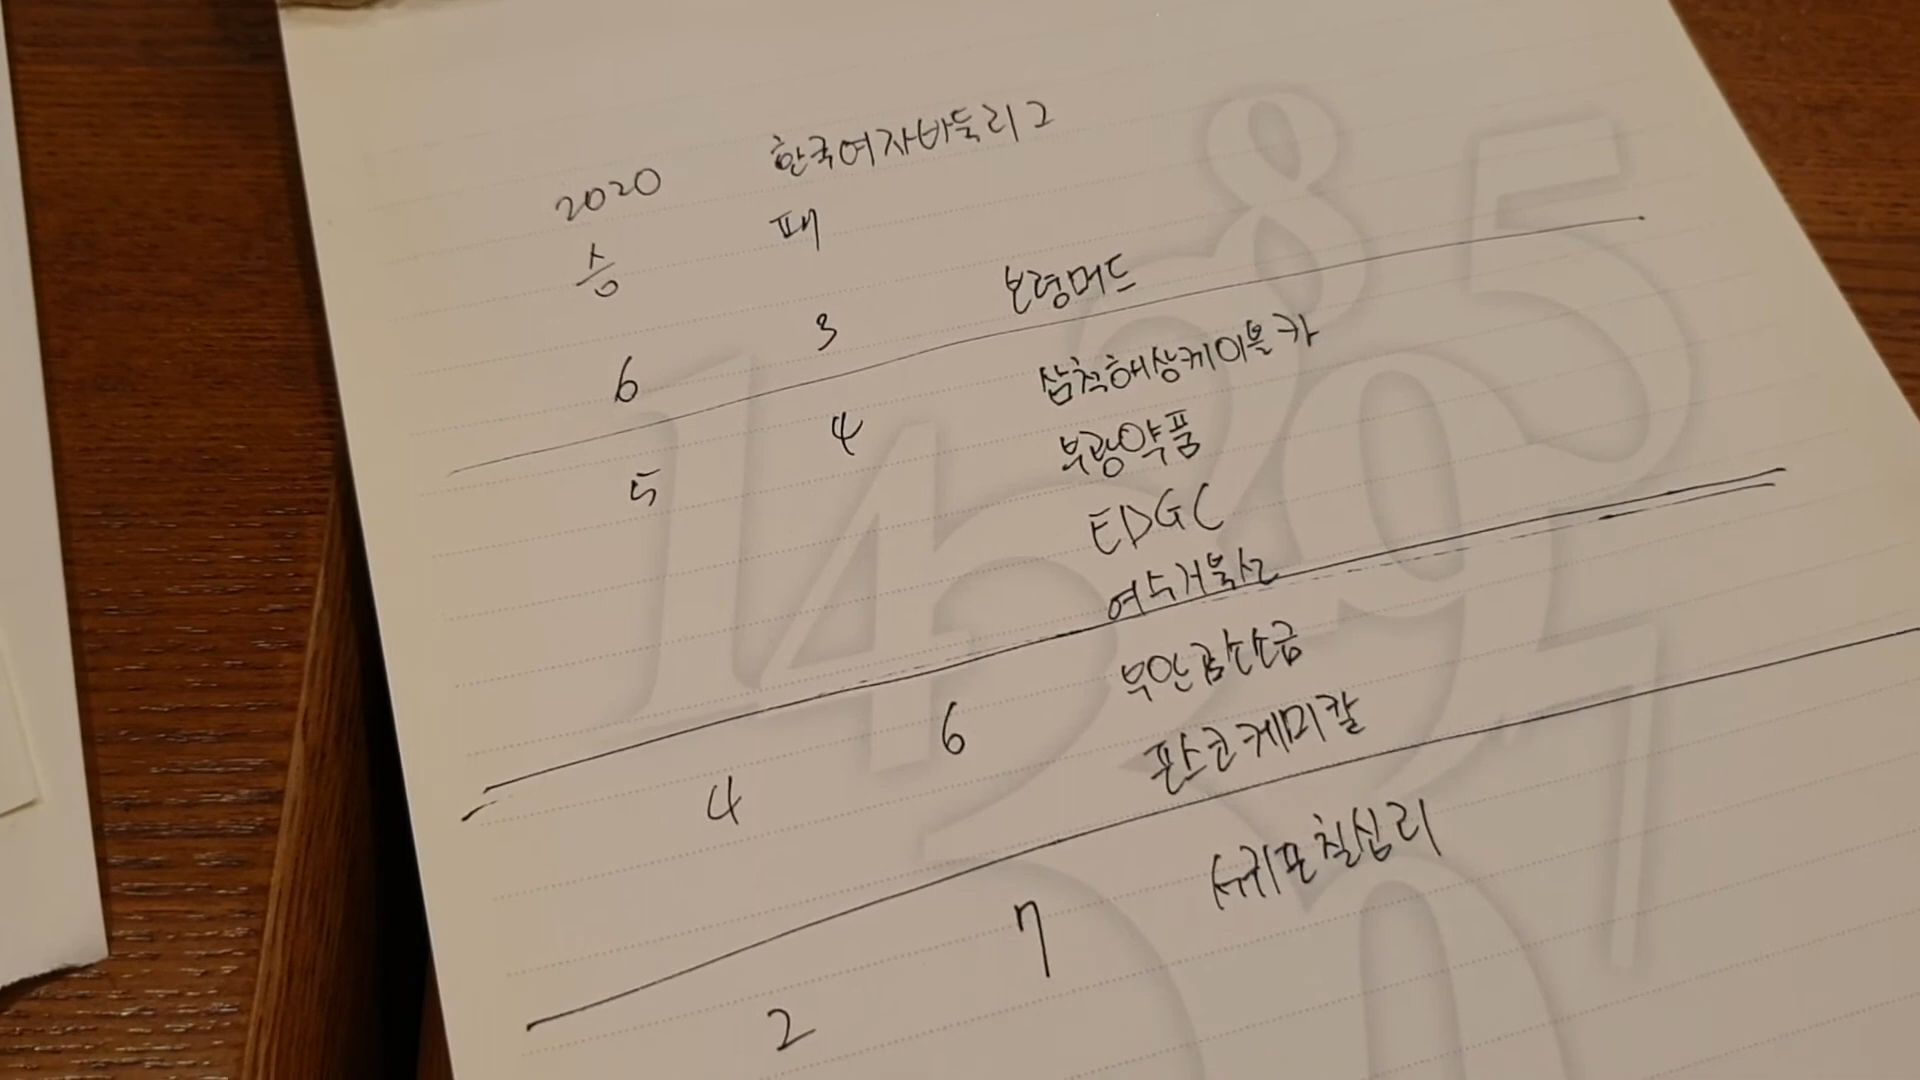 2020 한국여자바둑리그
승 패
6 3 보령머드
5 4 삼척해상케이블카
부광약품
EDGC
여수거북선
4 6 부안곰소소금
포스코케미칼
2 7 서귀포칠십리